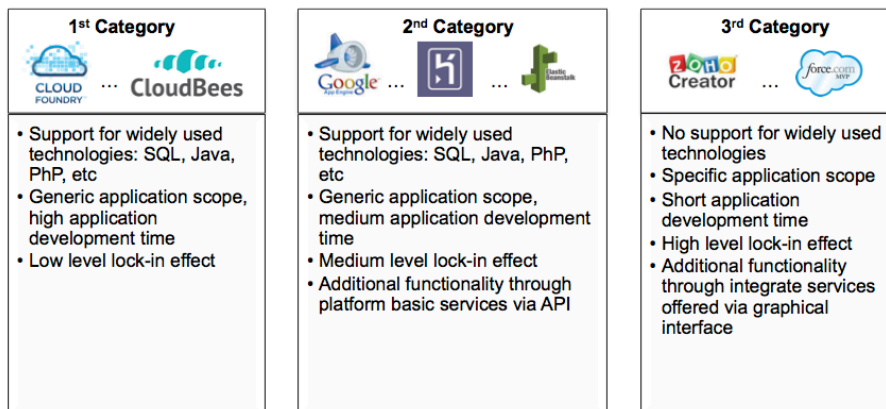 1st Category
CLOUD
FOUNDRY
...
CloudBees
• Support for widely used
technologies: SQL, Java,
PhP, etc
• Generic application scope,
high application
development time
• Low level lock-in effect
2nd Category
Google
App Engine
...
...
Elastic
Beanstalk
• Support for widely used
technologies: SQL, Java, PhP,
etc
• Generic application scope,
medium application development
time
• Medium level lock-in effect
• Additional functionality through
platform basic services via API
3rd Category
ZOHO
Creator
...
force.com
MVP
• No support for widely used
technologies
• Specific application scope
• Short application
development time
• High level lock-in effect
• Additional functionality
through integrate services
offered via graphical
interface